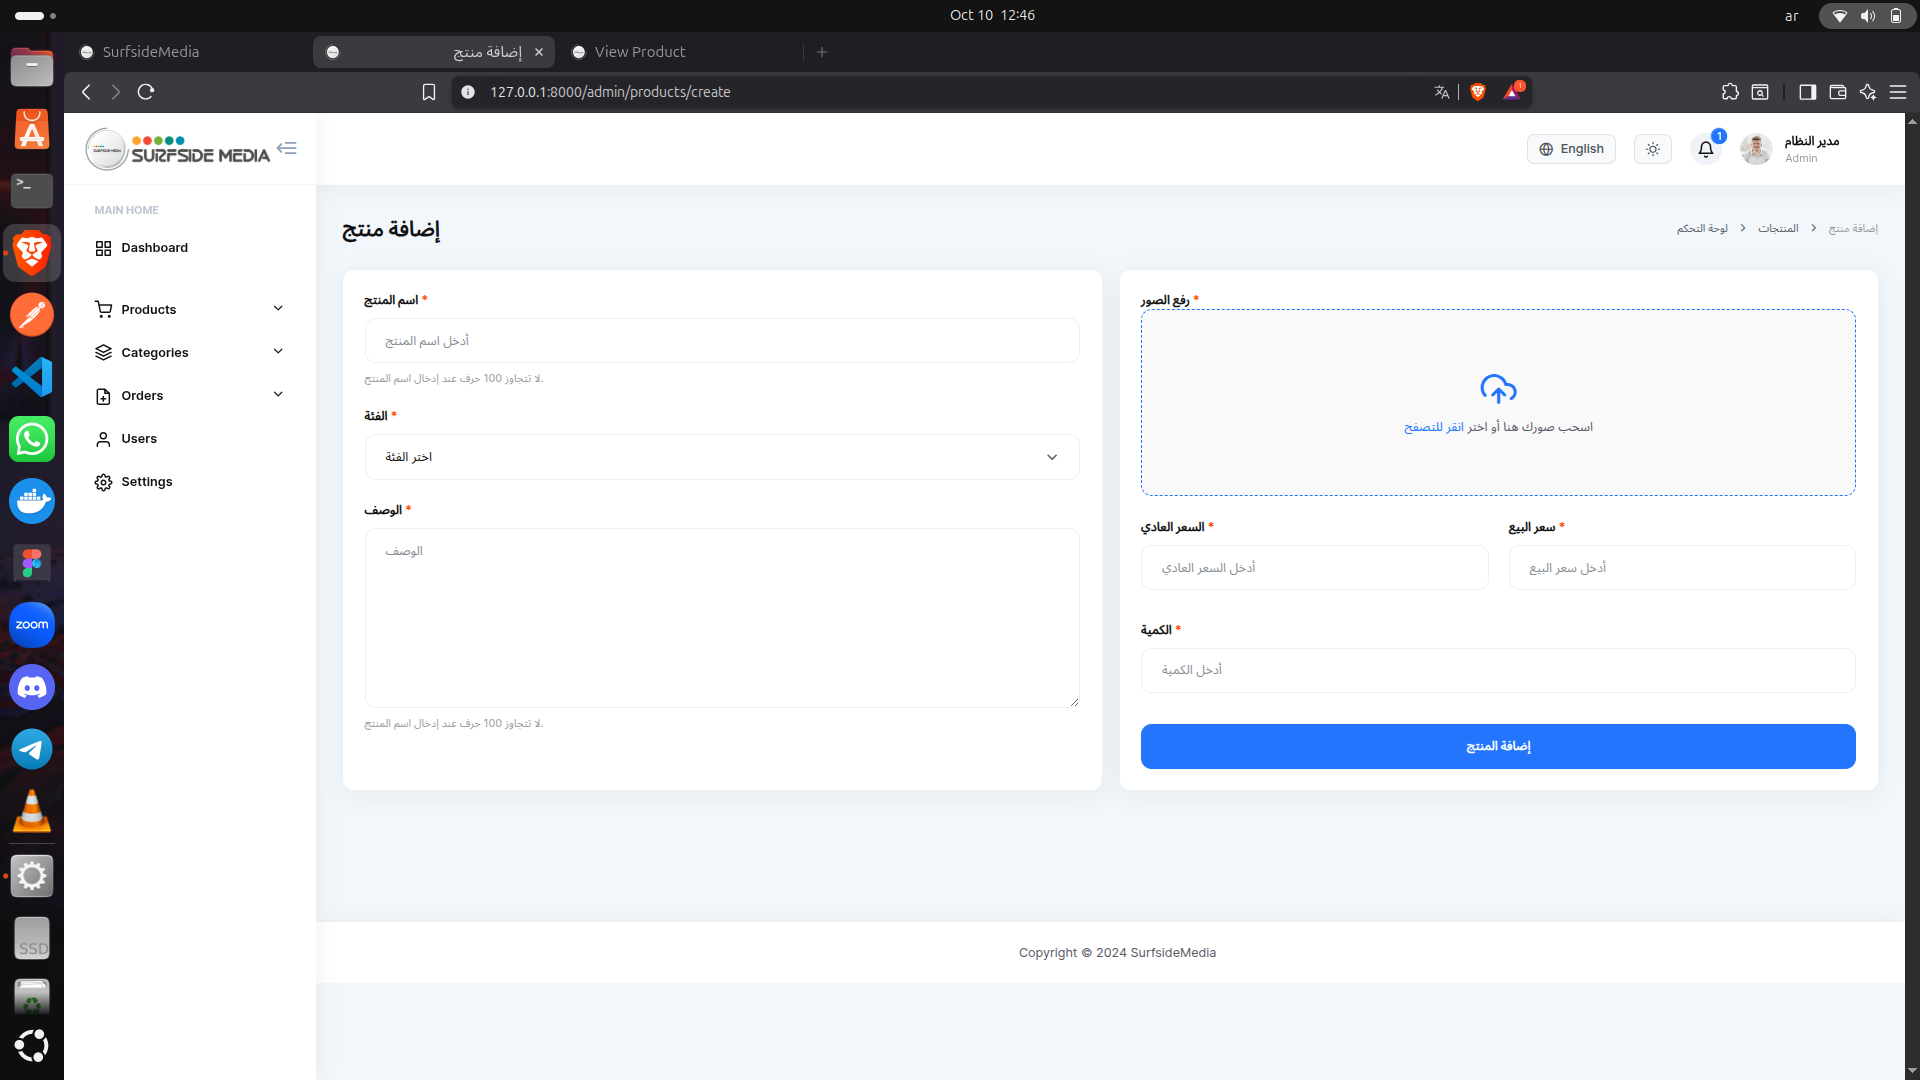 Oct 10 12:46
ar
SurfsideMedia
إضافة منتج
View Product
127.0.0.1:8000/admin/products/create
1
SURFSIDE MEDIA
English
1
مدير النظام
Admin
MAIN HOME
Dashboard
Products
Categories
Orders
Users
Settings
إضافة منتج
لوحة التحكم
المنتجات
إضافة منتج
اسم المنتج *
أدخل اسم المنتج
لا تتجاوز 100 حرف عند إدخال اسم المنتج.
الفئة *
اختر الفئة
الوصف *
الوصف
لا تتجاوز 100 حرف عند إدخال اسم المنتج.
رفع الصور *
اسحب صورك هنا أو اختر انقر للتصفح
السعر العادي *
أدخل السعر العادي
سعر البيع *
أدخل سعر البيع
الكمية *
أدخل الكمية
إضافة المنتج
Copyright © 2024 SurfsideMedia
zoom
SSD